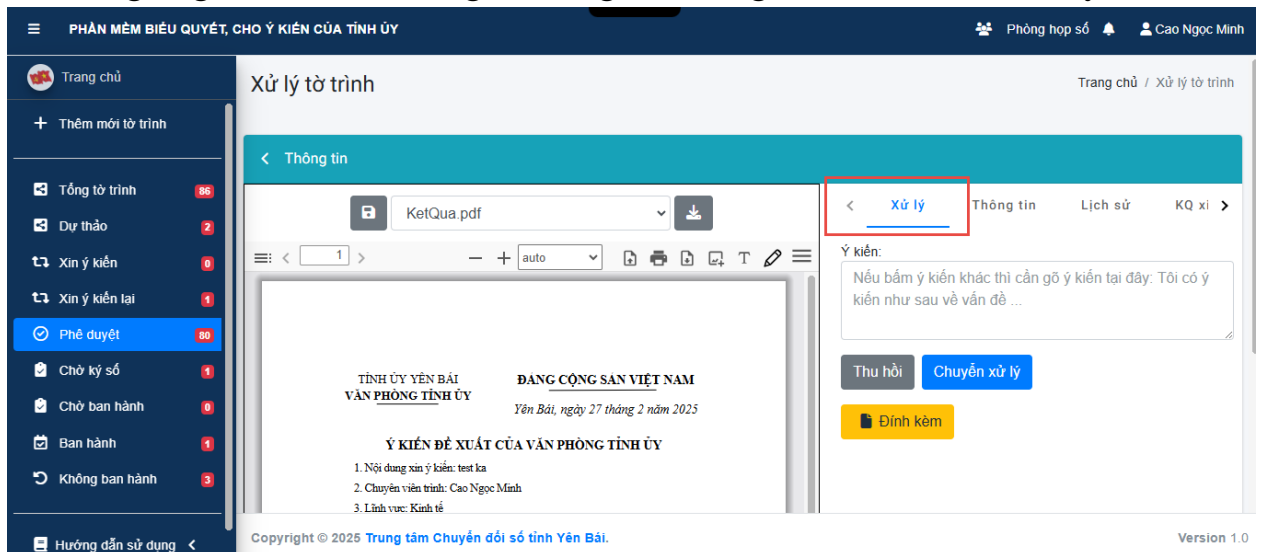 PHẦN MỀM BIỂU QUYẾT, CHO Ý KIẾN CỦA TỈNH ỦY
Phòng họp số
Cao Ngọc Minh
Trang chủ
Thêm mới tờ trình
Tổng tờ trình 86
Dự thảo 2
Xin ý kiến 0
Xin ý kiến lại 1
Phê duyệt 80
Chờ ký số 1
Chờ ban hành 0
Ban hành 1
Không ban hành 3
Hướng dẫn sử dụng
Xử lý tờ trình
Trang chủ / Xử lý tờ trình
Thông tin
KetQua.pdf
1
auto
TỈNH ỦY YÊN BÁI
VĂN PHÒNG TỈNH ỦY
ĐẢNG CỘNG SẢN VIỆT NAM
Yên Bái, ngày 27 tháng 2 năm 2025
Ý KIẾN ĐỀ XUẤT CỦA VĂN PHÒNG TỈNH ỦY
1. Nội dung xin ý kiến: test ka
2. Chuyên viên trình: Cao Ngọc Minh
3. Lĩnh vực: Kinh tế
Xử lý
Thông tin
Lịch sử
KQ xi
Ý kiến:
Nếu bấm ý kiến khác thì cần gõ ý kiến tại đây: Tôi có ý
kiến như sau về vấn đề ...
Thu hồi
Chuyển xử lý
Đính kèm
Copyright © 2025 Trung tâm Chuyển đổi số tỉnh Yên Bái.
Version 1.0